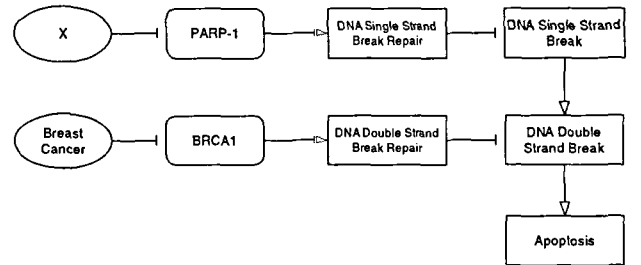 X
PARP-1
DNA Single Strand
Break Repair
DNA Single Strand
Break
Breast
Cancer
BRCA1
DNA Double Strand
Break Repair
DNA Double
Strand Break
Apoptosis